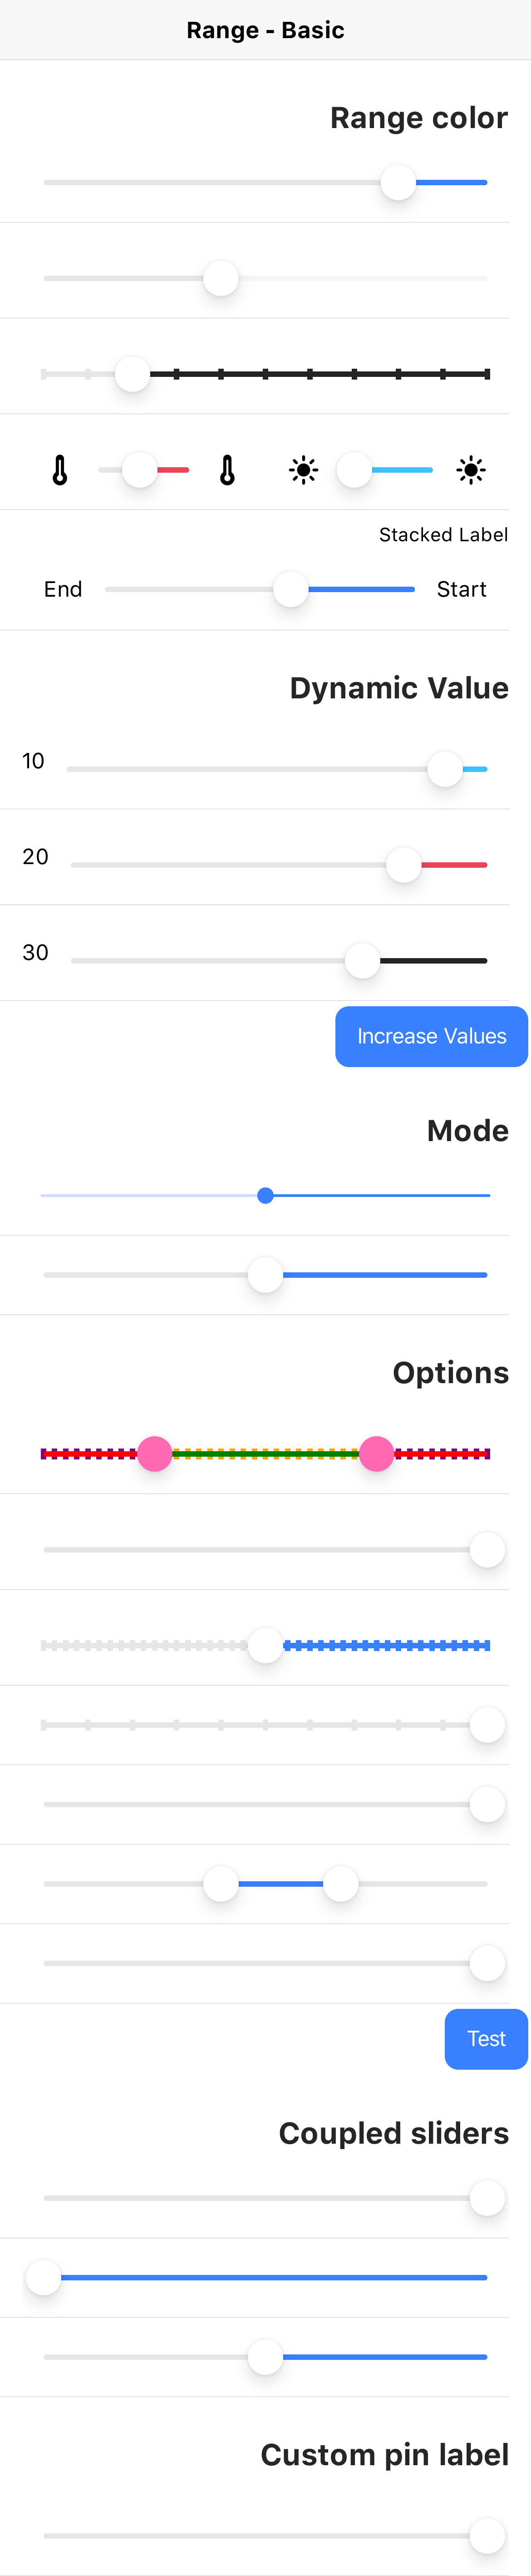 Range - Basic
Range color
Stacked Label
End
Start
Dynamic Value
10
20
30
Increase Values
Mode
Options
Test
Coupled sliders
Custom pin label